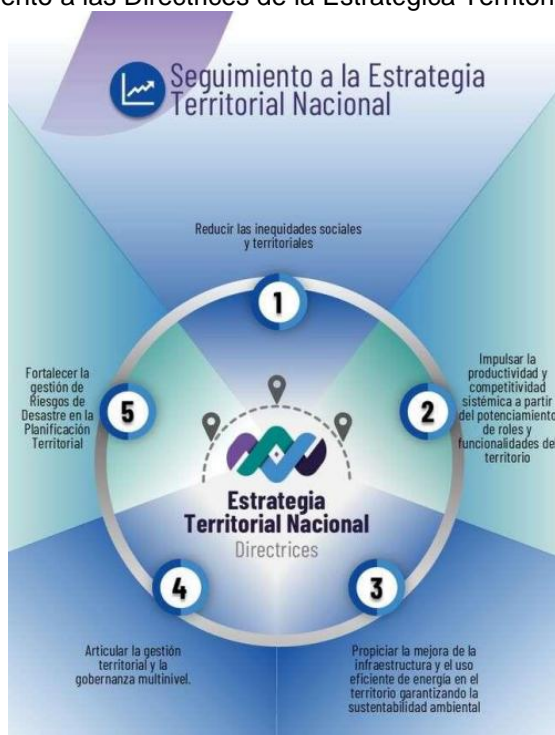 ento a las Directrices de la Estratégica Territori
Seguimiento a la Estrategia
Territorial Nacional
Reducir las inequidades sociales
y territoriales
1
Impulsar la
productividad y
competitividad
sistémica a partir
del potenciamiento
de roles y
funcionalidades de
territorio
2
Propiciar la mejora de la
infraestructura y el uso
eficiente de energía en el
territorio garantizando la
sustentabilidad ambiental
3
Articular la gestión
territorial y la
gobernanza multinivel.
4
Fortalecer la
gestión de
Riesgos de
Desastre en la
Planificación
Territorial
5
Estrategia
Territorial Nacional
Directrices